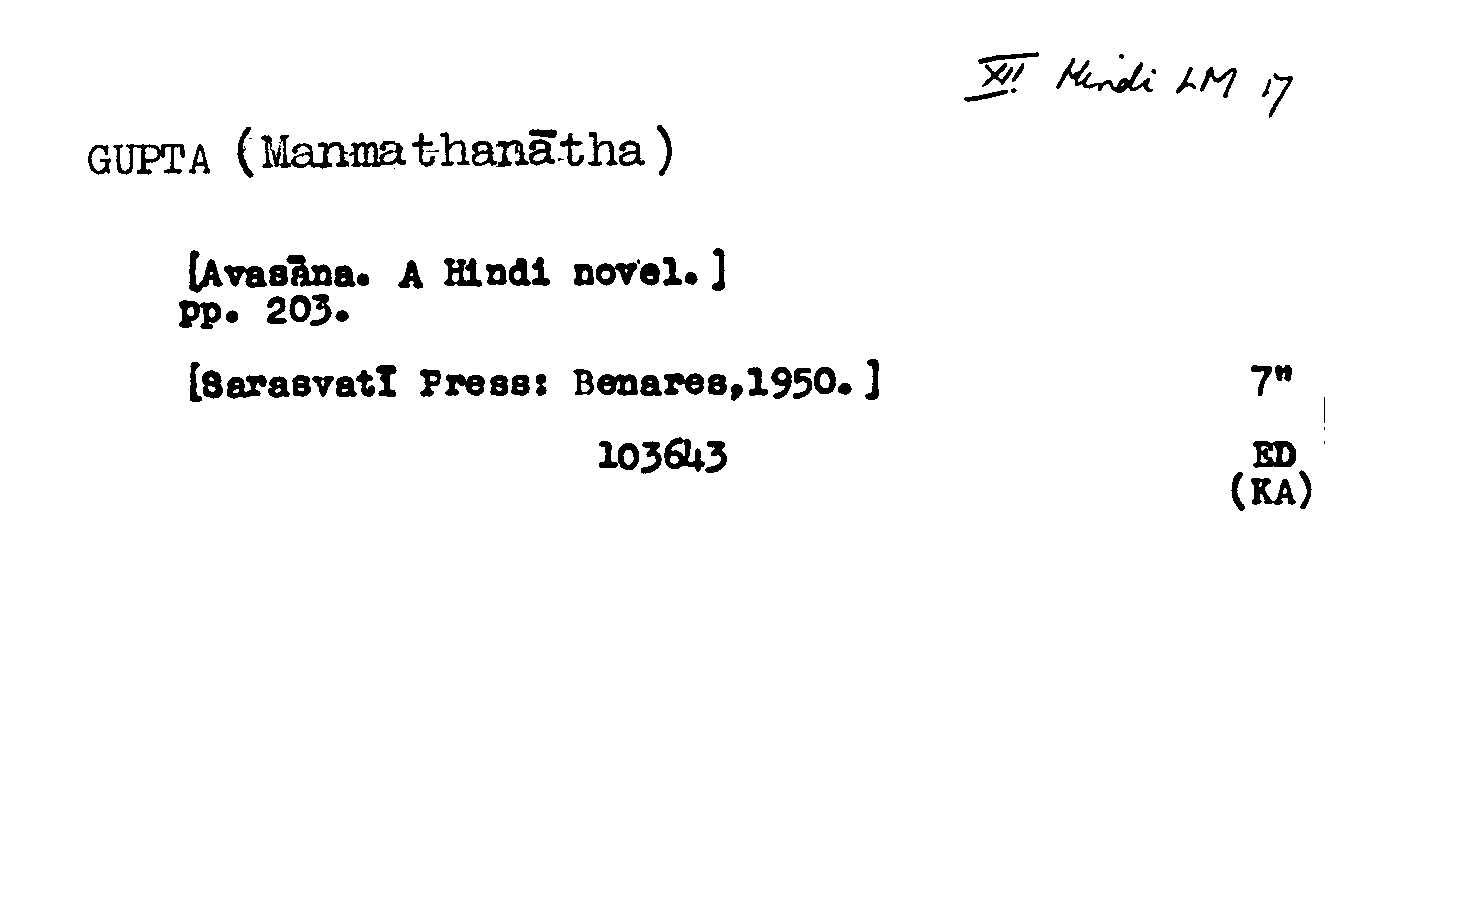 XII Hindi LM 17
GUPTA (Manmathanātha)
[Avasāna. A Hindi novel.]
pp. 203.
[Sarasvatī Press: Benares,1950.] 7"
103643 ED
(KA)